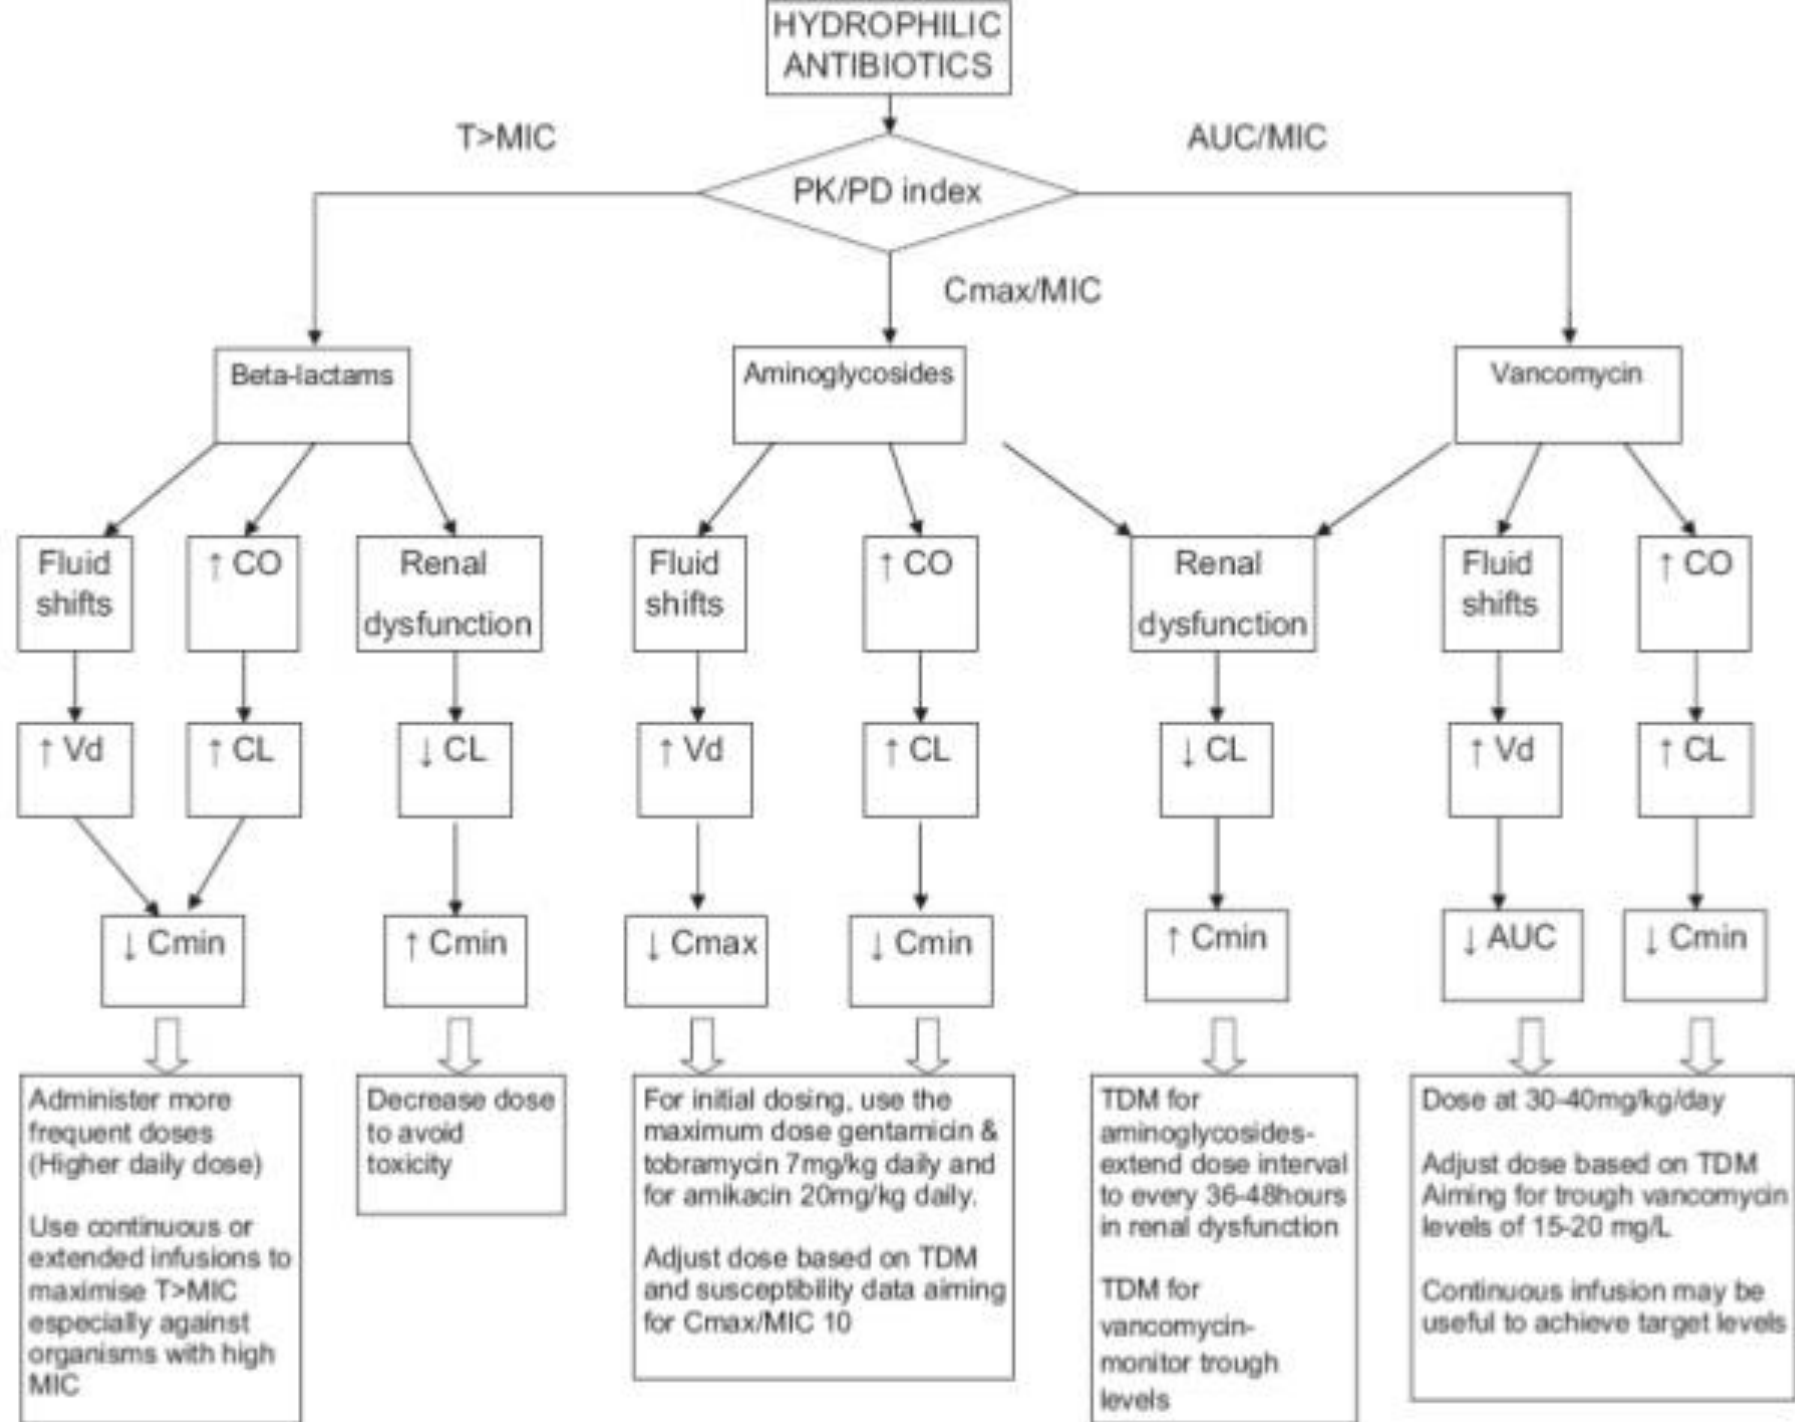 HYDROPHILIC
ANTIBIOTICS
T>MIC
AUC/MIC
PK/PD index
Cmax/MIC
Beta-lactams
Aminoglycosides
Vancomycin
Fluid
shifts
↑ CO
Renal
dysfunction
Fluid
shifts
↑ CO
Renal
dysfunction
Fluid
shifts
↑ CO
↑ Vd
↑ CL
↓ CL
↑ Vd
↑ CL
↓ CL
↑ Vd
↑ CL
↓ Cmin
↑ Cmin
↓ Cmax
↓ Cmin
↑ Cmin
↓ AUC
↓ Cmin
Administer more
frequent doses
(Higher daily dose)
Use continuous or
extended infusions to
maximise T>MIC
especially against
organisms with high
MIC
Decrease dose
to avoid
toxicity
For initial dosing, use the
maximum dose gentamicin &
tobramycin 7mg/kg daily and
for amikacin 20mg/kg daily.
Adjust dose based on TDM
and susceptibility data aiming
for Cmax/MIC 10
TDM for
aminoglycosides-
extend dose interval
to every 36-48hours
in renal dysfunction
TDM for
vancomycin-
monitor trough
levels
Dose at 30-40mg/kg/day
Adjust dose based on TDM
Aiming for trough vancomycin
levels of 15-20 mg/L
Continuous infusion may be
useful to achieve target levels